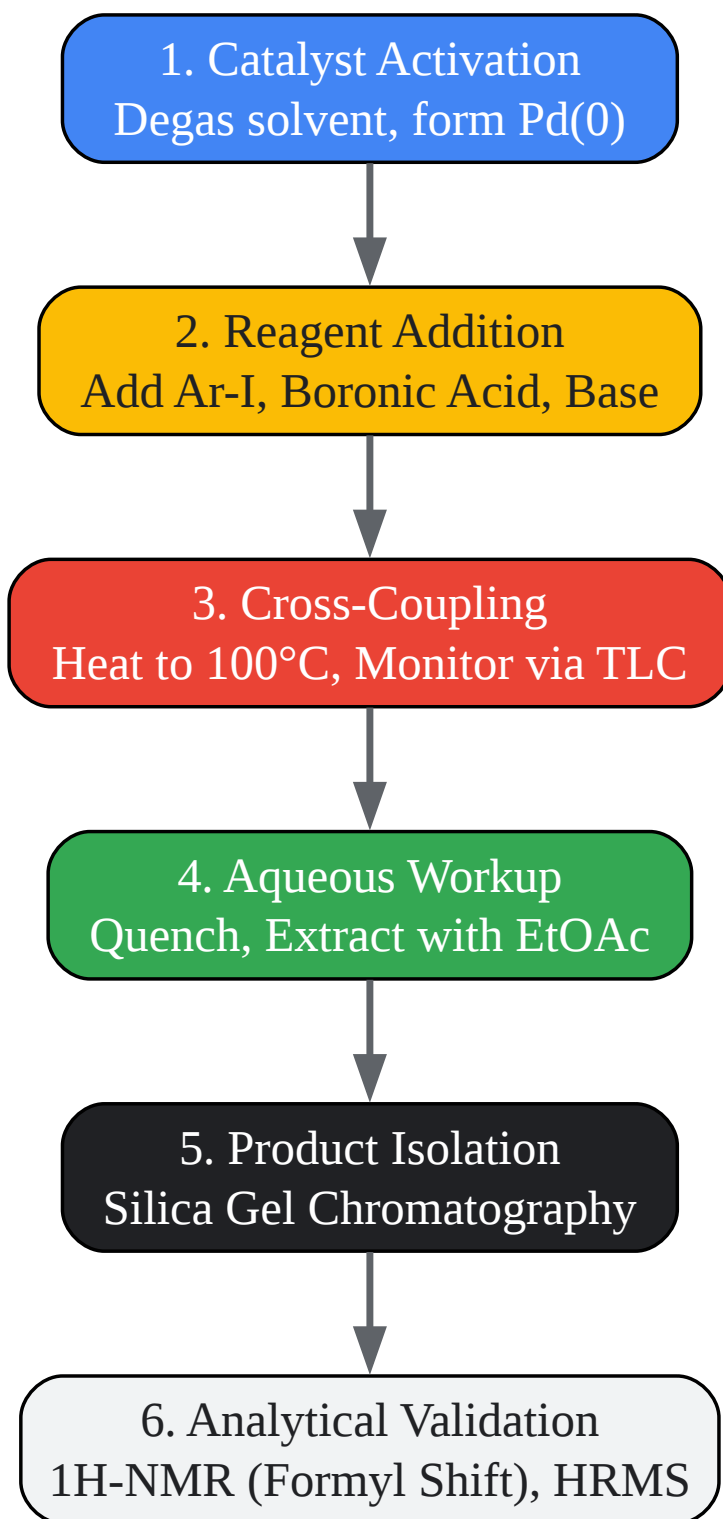 1. Catalyst Activation
Degas solvent, form Pd(0)
2. Reagent Addition
Add Ar-I, Boronic Acid, Base
3. Cross-Coupling
Heat to 100°C, Monitor via TLC
4. Aqueous Workup
Quench, Extract with EtOAc
5. Product Isolation
Silica Gel Chromatography
6. Analytical Validation
1H-NMR (Formyl Shift), HRMS